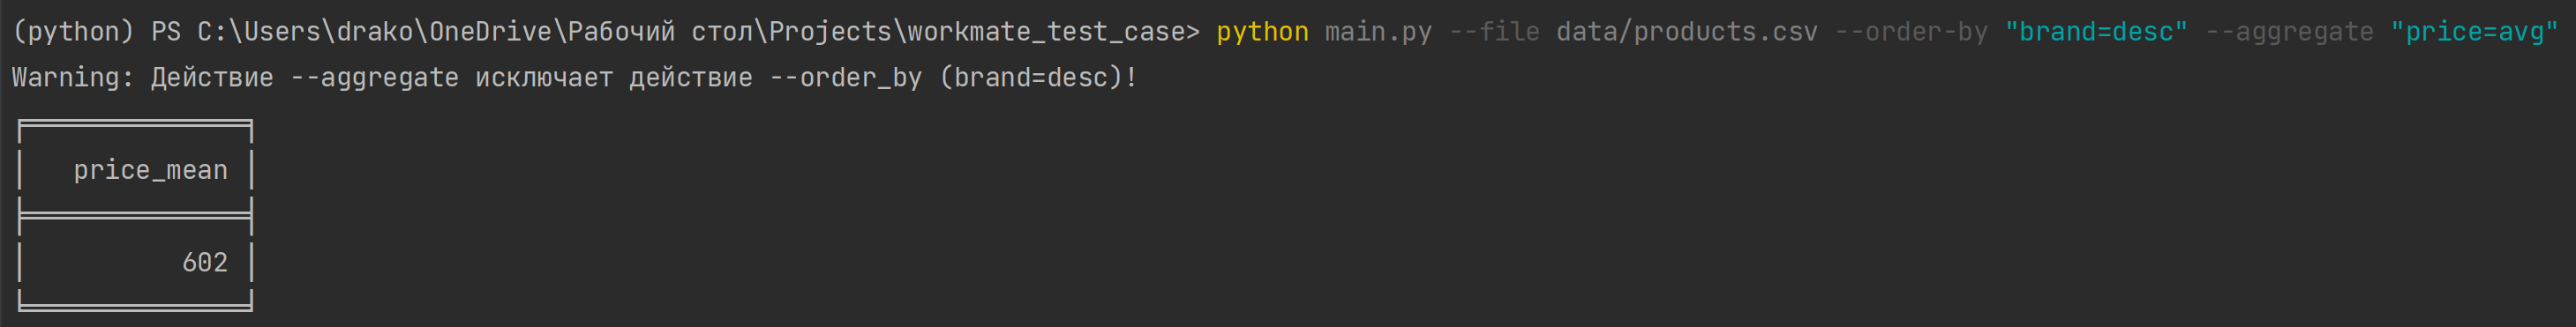 (python) PS C:\Users\drako\OneDrive\Рабочий стол\Projects\workmate_test_case> python main.py --file data/products.csv --order-by "brand=desc" --aggregate "price=avg"
Warning: Действие --aggregate исключает действие --order_by (brand=desc)!
price_mean
602